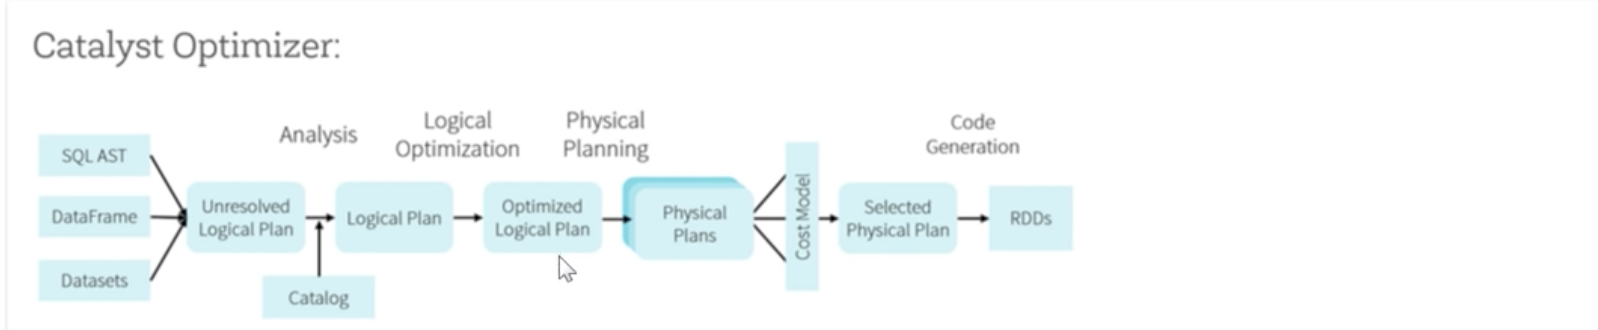 Catalyst Optimizer:
Analysis
Logical
Optimization
Physical
Planning
Code
Generation
SQL AST
DataFrame
Datasets
Unresolved
Logical Plan
Catalog
Logical Plan
Optimized
Logical Plan
Physical
Plans
Cost Model
Selected
Physical Plan
RDDs